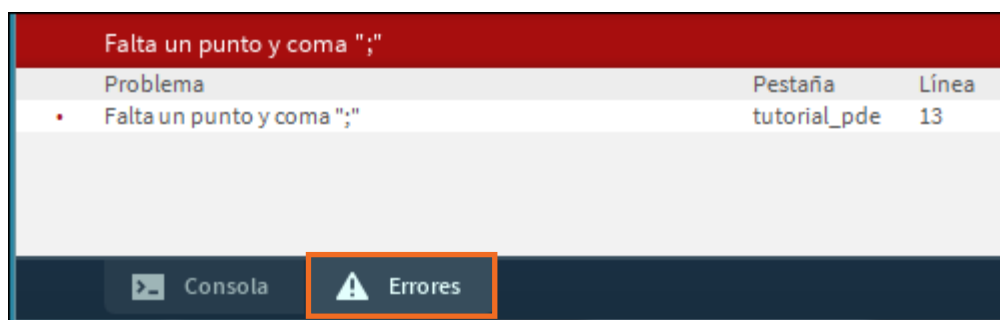 Falta un punto y coma ";"
Problema Pestaña Línea
Falta un punto y coma ";" tutorial_pde 13
Consola Errores